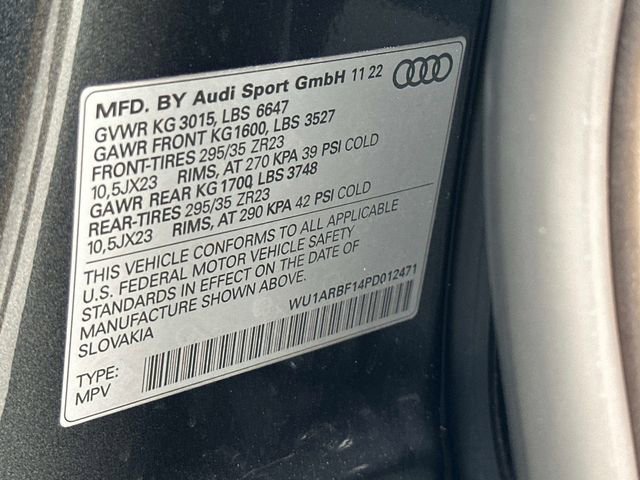 MFD. BY Audi Sport GmbH 11 22
GVWR KG 3015, LBS 6647
GAWR FRONT KG1600, LBS 3527
FRONT-TIRES 295/35 ZR23
10,5JX23 RIMS, AT 270 KPA 39 PSI COLD
GAWR REAR KG 1700, LBS 3748
REAR-TIRES 295/35 ZR23
10,5JX23 RIMS, AT 290 KPA 42 PSI COLD
THIS VEHICLE CONFORMS TO ALL APPLICABLE
U.S. FEDERAL MOTOR VEHICLE SAFETY
STANDARDS IN EFFECT ON THE DATE OF
MANUFACTURE SHOWN ABOVE.
SLOVAKIA
WU1ARBF14PD012471
TYPE:
MPV